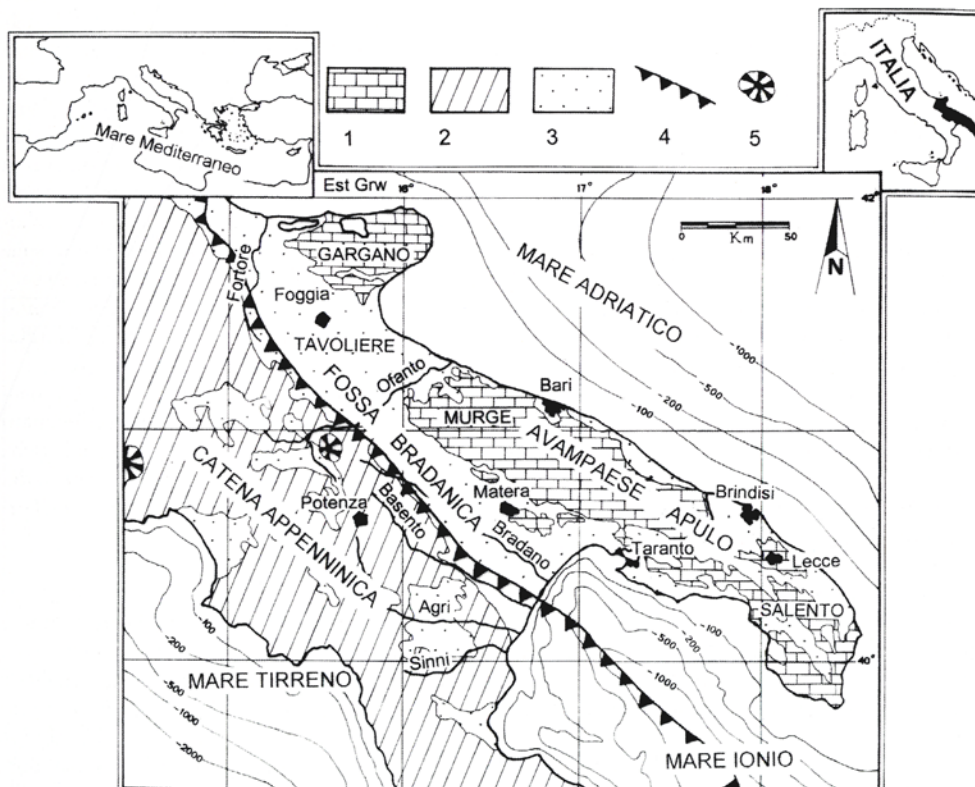 Mare Mediterraneo
1 2 3 4 5
ITALIA
Est Grw
16°
17°
18°
42°
0 Km 50
N
GARGANO
Fortore
Foggia
TAVOLIERE
MARE ADRIATICO
-1000
-500
-200
-100
Ofanto
FOSSA BRADANICA
Bari
MURGE
AVAMPAESE APULO
CATENA APPENNINICA
Potenza
Basento
Matera
Bradano
Brindisi
Taranto
Lecce
SALENTO
Agri
Sinni
40°
-100
-200
-500
-1000
-2000
MARE TIRRENO
-100
-200
-500
-1000
MARE IONIO